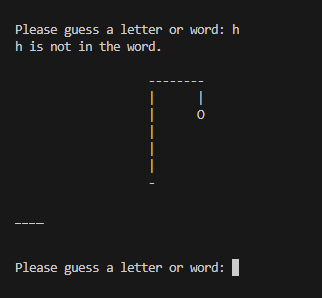 Please guess a letter or word: h
h is not in the word.
--------
|      |
|      O
|
|
|
-
____
Please guess a letter or word: